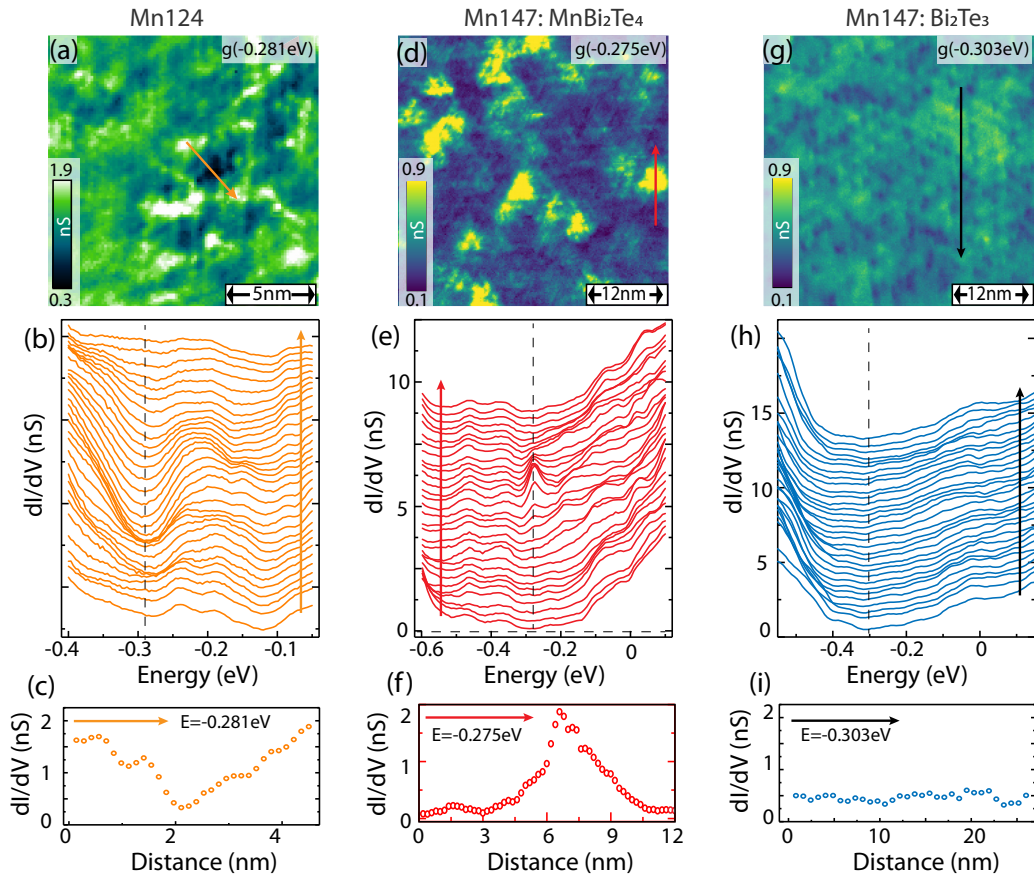 Mn124
Mn147: MnBi₂Te₄
Mn147: Bi₂Te₃
(a)
g(-0.281eV)
1.9
nS
0.3
5nm
(d)
g(-0.275eV)
0.9
nS
0.1
12nm
(g)
g(-0.303eV)
0.9
nS
0.1
12nm
(b)
dI/dV (nS)
-0.4
-0.3
-0.2
-0.1
Energy (eV)
(e)
dI/dV (nS)
10
5
0
-0.6
-0.4
-0.2
0
Energy (eV)
(h)
dI/dV (nS)
15
10
5
0
-0.4
-0.2
0
Energy (eV)
(c)
E=-0.281eV
dI/dV (nS)
2
1
0
0
2
4
Distance (nm)
(f)
E=-0.275eV
dI/dV (nS)
2
1
0
0
3
6
9
12
Distance (nm)
(i)
E=-0.303eV
dI/dV (nS)
2
1
0
0
10
20
Distance (nm)